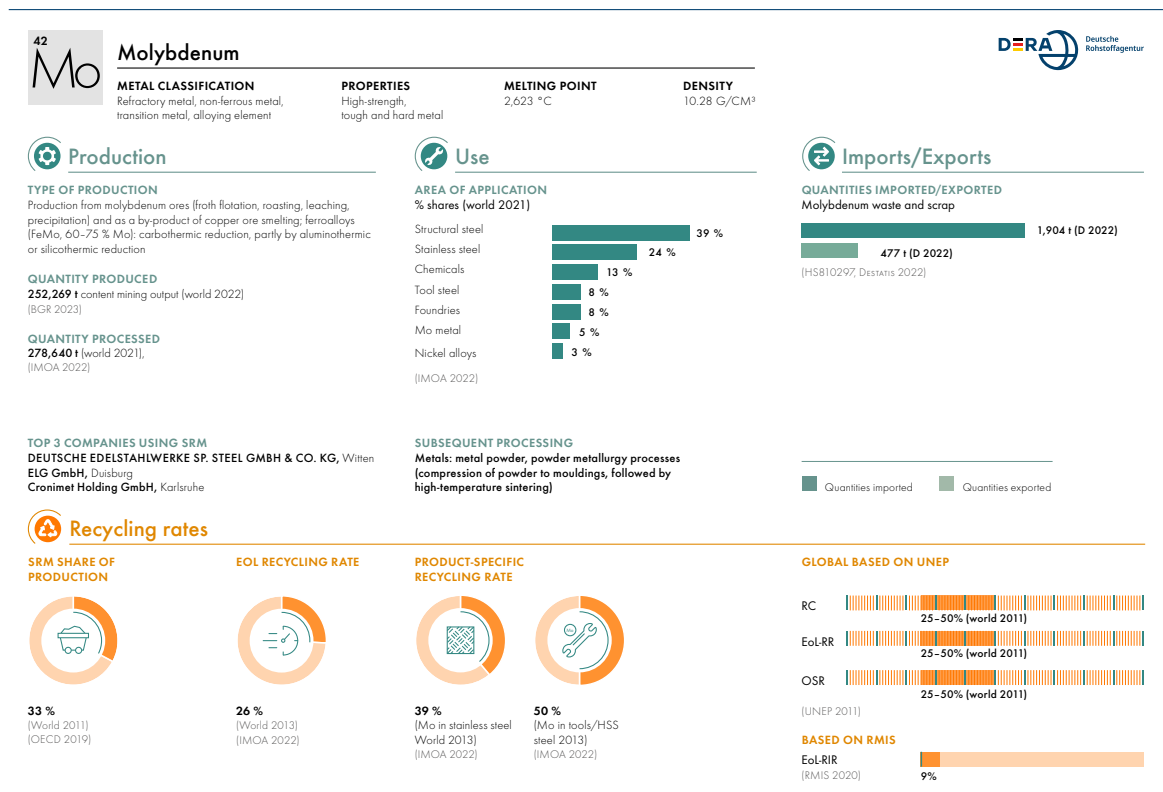 42
Mo
Molybdenum
DERA Deutsche
Rohstoffagentur
METAL CLASSIFICATION
Refractory metal, non-ferrous metal,
transition metal, alloying element
PROPERTIES
High-strength,
tough and hard metal
MELTING POINT
2,623 °C
DENSITY
10.28 G/CM³
Production
TYPE OF PRODUCTION
Production from molybdenum ores (froth flotation, roasting, leaching,
precipitation) and as a by-product of copper ore smelting; ferroalloys
(FeMo, 60–75 % Mo): carbothermic reduction, partly by aluminothermic
or silicothermic reduction
QUANTITY PRODUCED
252,269 t content mining output (world 2022)
(BGR 2023)
QUANTITY PROCESSED
278,640 t (world 2021),
(IMOA 2022)
TOP 3 COMPANIES USING SRM
DEUTSCHE EDELSTAHLWERKE SP. STEEL GMBH & CO. KG, Witten
ELG GmbH, Duisburg
Cronimet Holding GmbH, Karlsruhe
Use
AREA OF APPLICATION
% shares (world 2021)
Structural steel 39 %
Stainless steel 24 %
Chemicals 13 %
Tool steel 8 %
Foundries 8 %
Mo metal 5 %
Nickel alloys 3 %
(IMOA 2022)
SUBSEQUENT PROCESSING
Metals: metal powder, powder metallurgy processes
(compression of powder to mouldings, followed by
high-temperature sintering)
Imports/Exports
QUANTITIES IMPORTED/EXPORTED
Molybdenum waste and scrap
1,904 t (D 2022)
477 t (D 2022)
(HS810297, Destatis 2022)
Quantities imported
Quantities exported
Recycling rates
SRM SHARE OF
PRODUCTION
33 %
(World 2011)
(OECD 2019)
EOL RECYCLING RATE
26 %
(World 2013)
(IMOA 2022)
PRODUCT-SPECIFIC
RECYCLING RATE
39 %
(Mo in stainless steel
World 2013)
(IMOA 2022)
Mo
50 %
(Mo in tools/HSS
steel 2013)
(IMOA 2022)
GLOBAL BASED ON UNEP
RC
25–50% (world 2011)
EoL-RR
25–50% (world 2011)
OSR
25–50% (world 2011)
(UNEP 2011)
BASED ON RMIS
EoL-RIR
(RMIS 2020)
9%